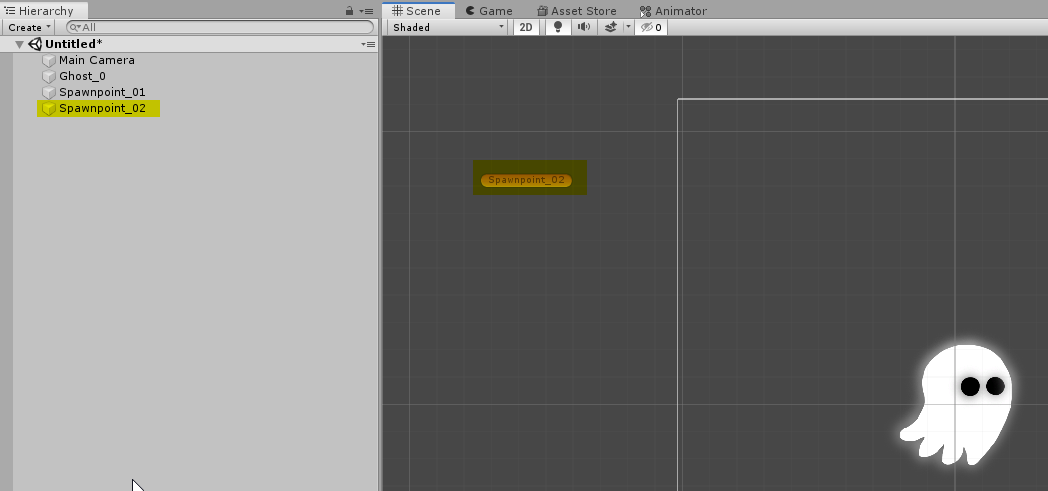 Hierarchy
Create
All
Untitled*
Main Camera
Ghost_0
Spawnpoint_01
Spawnpoint_02
Scene Game Asset Store Animator
Shaded 2D 0
Spawnpoint_02